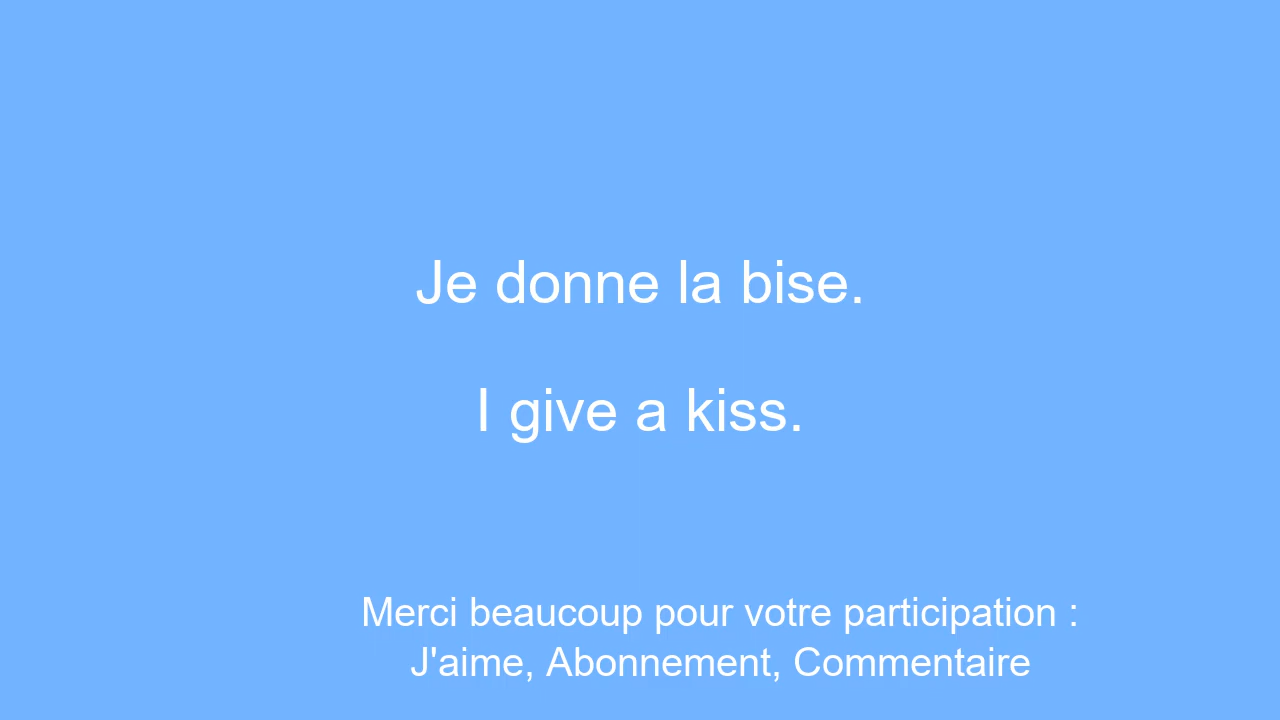 Je donne la bise.
I give a kiss.
Merci beaucoup pour votre participation :
J'aime, Abonnement, Commentaire